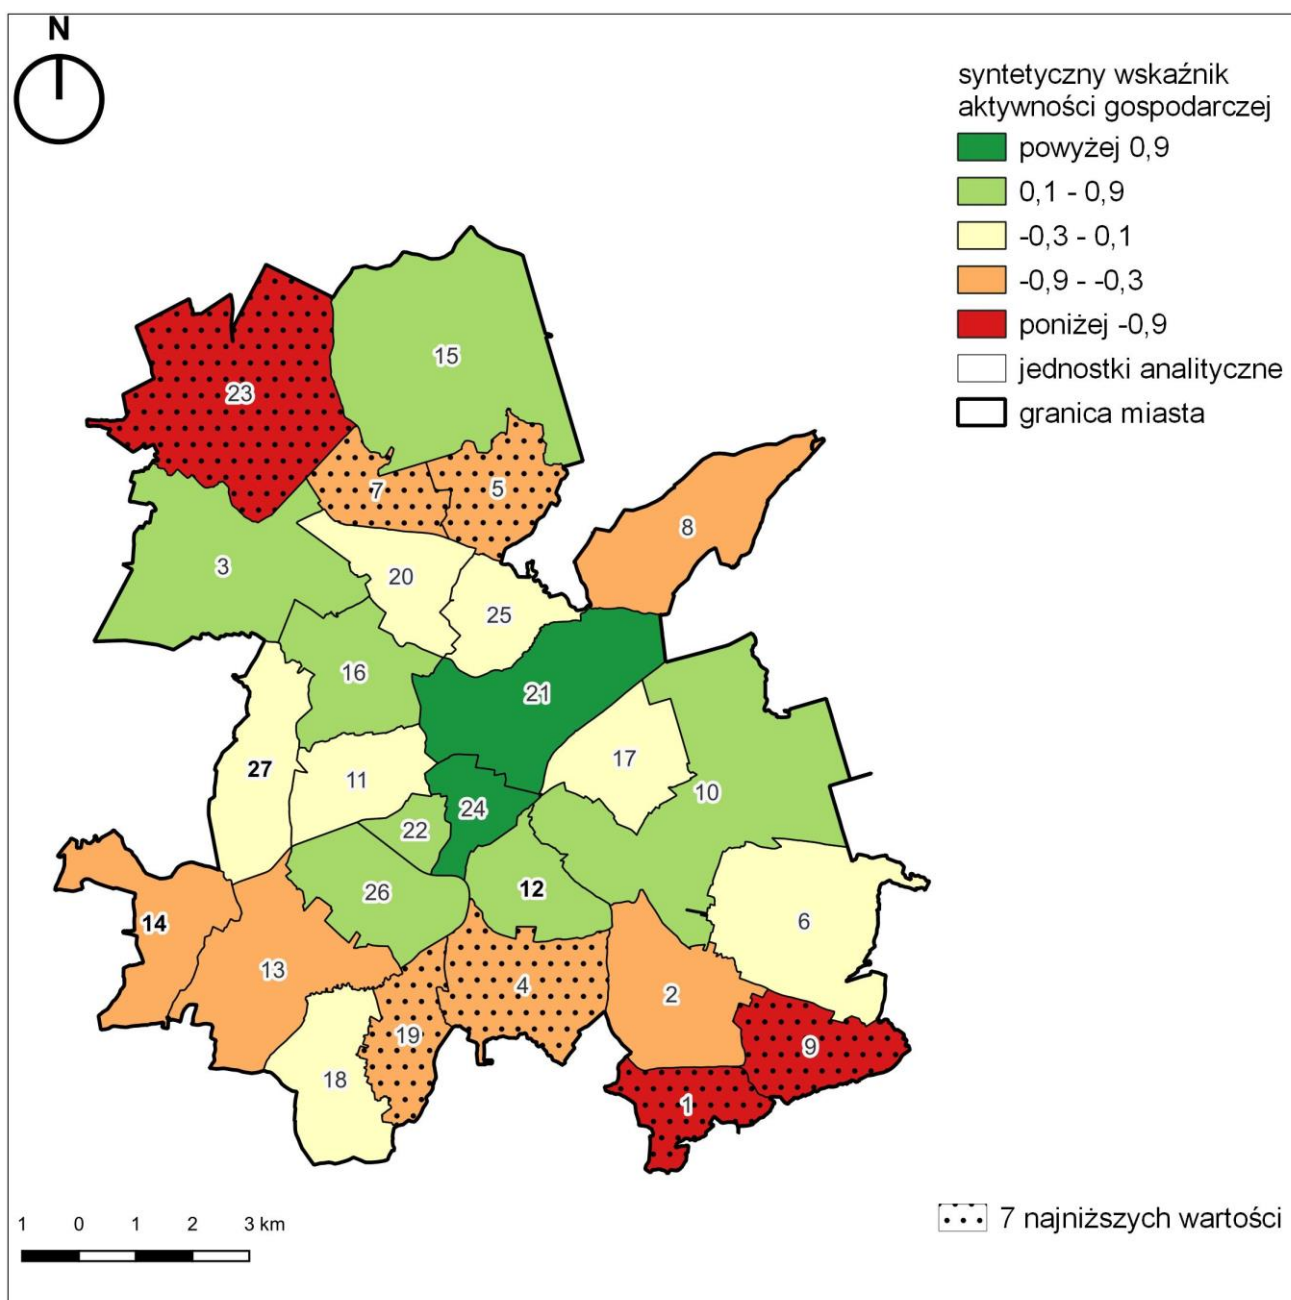 N
syntetyczny wskaźnik
aktywności gospodarczej
powyżej 0,9
0,1 - 0,9
-0,3 - 0,1
-0,9 - -0,3
poniżej -0,9
jednostki analityczne
granica miasta
15
23
7
5
8
3
20
25
16
21
27
11
17
10
24
22
26
12
14
6
13
4
2
19
9
18
1
1 0 1 2 3 km
7 najniższych wartości